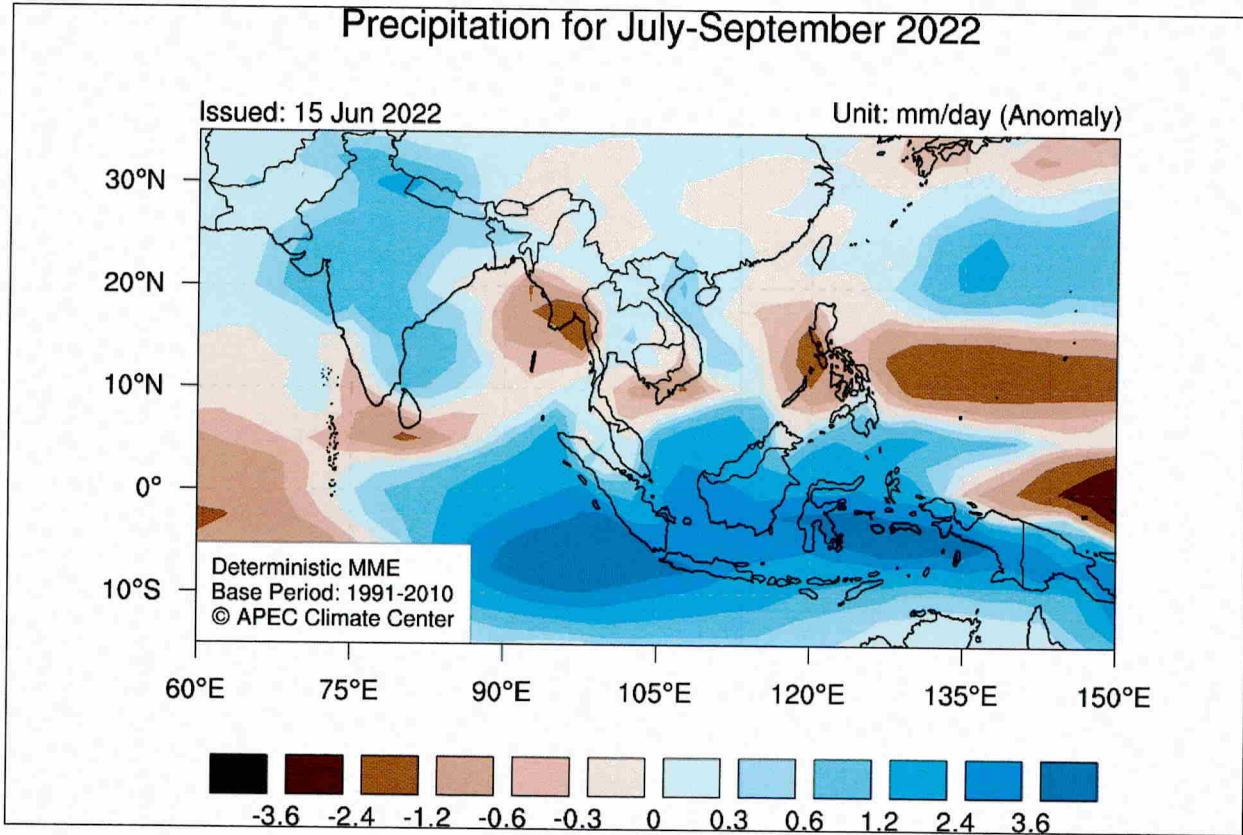 Precipitation for July-September 2022
Issued: 15 Jun 2022
Unit: mm/day (Anomaly)
30°N
20°N
10°N
0°
10°S
Deterministic MME
Base Period: 1991-2010
© APEC Climate Center
60°E 75°E 90°E 105°E 120°E 135°E 150°E
-3.6 -2.4 -1.2 -0.6 -0.3 0 0.3 0.6 1.2 2.4 3.6